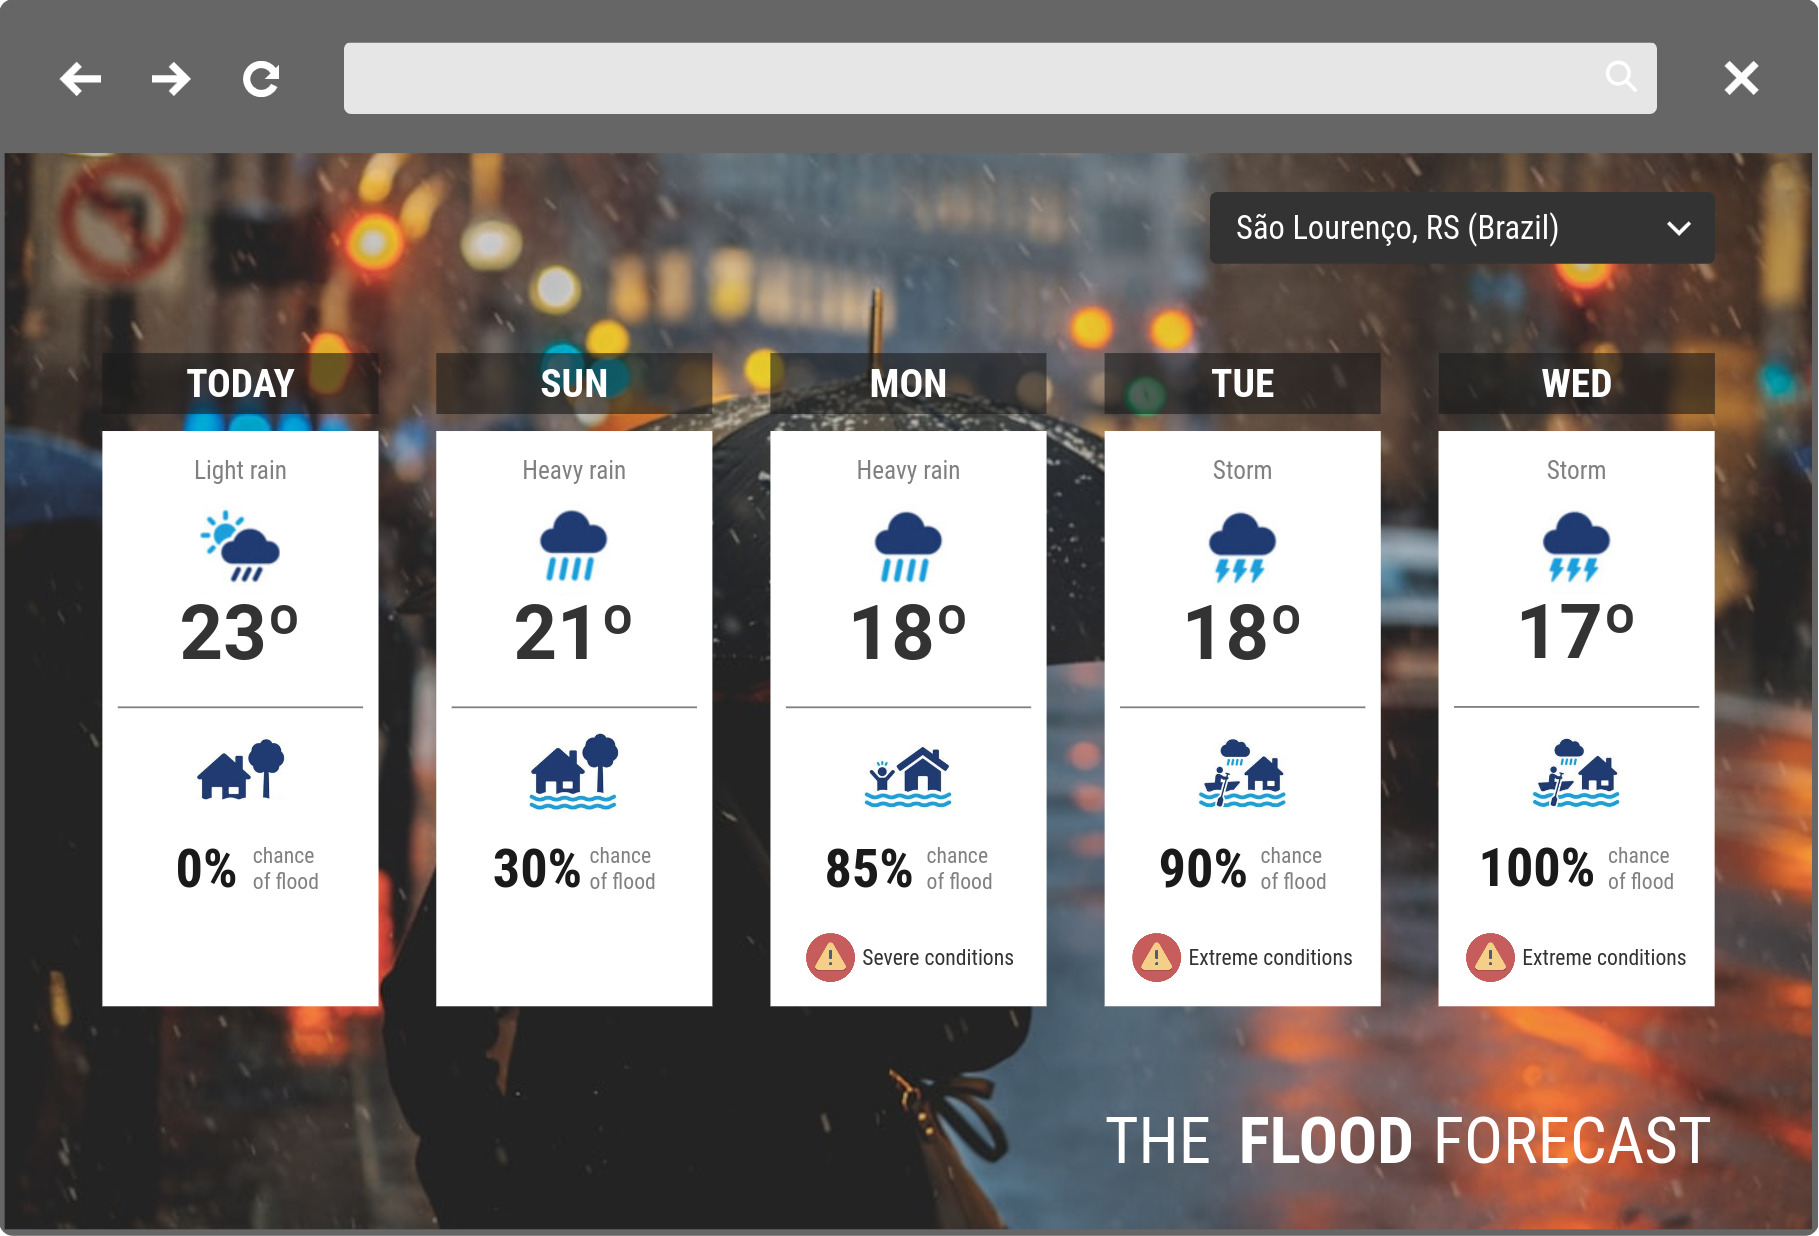 São Lourenço, RS (Brazil)
TODAY
Light rain
23º
0%
chance
of flood
SUN
Heavy rain
21º
30%
chance
of flood
MON
Heavy rain
18º
85%
chance
of flood
Severe conditions
TUE
Storm
18º
90%
chance
of flood
Extreme conditions
WED
Storm
17º
100%
chance
of flood
Extreme conditions
THE FLOOD FORECAST